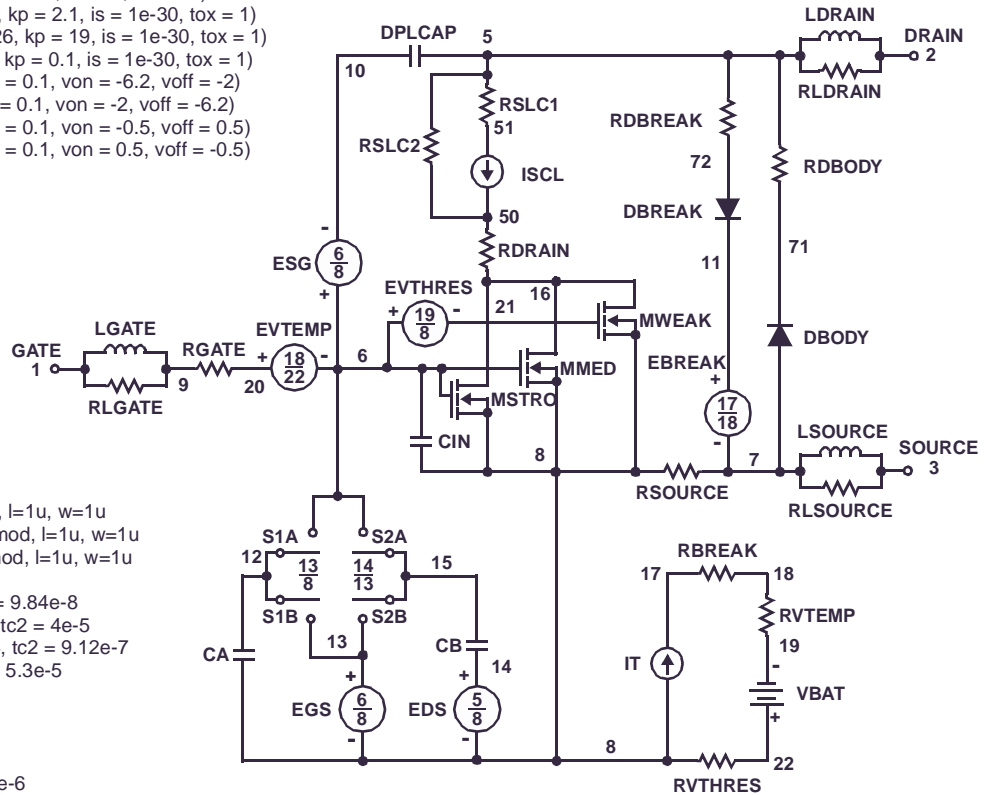 , kp = 2.1, is = 1e-30, tox = 1)
26, kp = 19, is = 1e-30, tox = 1)
kp = 0.1, is = 1e-30, tox = 1)
= 0.1, von = -6.2, voff = -2)
= 0.1, von = -2, voff = -6.2)
= 0.1, von = -0.5, voff = 0.5)
= 0.1, von = 0.5, voff = -0.5)
DPLCAP
5
10
LDRAIN
DRAIN
2
RLDRAIN
RSLC1
51
RSLC2
ISCL
50
RDRAIN
RDBREAK
72
RDBODY
DBREAK
71
11
-
ESG
6
8
+
EVTHRES
+
19
8
-
21
16
MWEAK
LGATE
GATE
1
RLGATE
9
RGATE
EVTEMP
+
18
22
-
20
6
MMED
MSTRO
EBREAK
+
17
18
-
DBODY
CIN
8
RSOURCE
7
LSOURCE
SOURCE
3
RLSOURCE
, l=1u, w=1u
mod, l=1u, w=1u
nod, l=1u, w=1u
= 9.84e-8
tc2 = 4e-5
, tc2 = 9.12e-7
5.3e-5
e-6
S1A
S2A
12
13
8
14
13
15
S1B
S2B
13
CA
CB
14
+
EGS
6
8
-
+
EDS
5
8
-
8
RBREAK
17
18
RVTEMP
19
-
IT
VBAT
+
22
RVTHRES